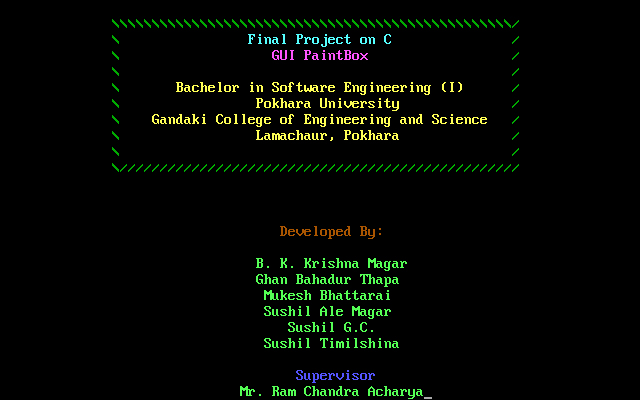 Final Project on C
GUI PaintBox
Bachelor in Software Engineering (I)
Pokhara University
Gandaki College of Engineering and Science
Lamachaur, Pokhara
Developed By:
B. K. Krishna Magar
Ghan Bahadur Thapa
Mukesh Bhattarai
Sushil Ale Magar
Sushil G.C.
Sushil Timilshina
Supervisor
Mr. Ram Chandra Acharya_